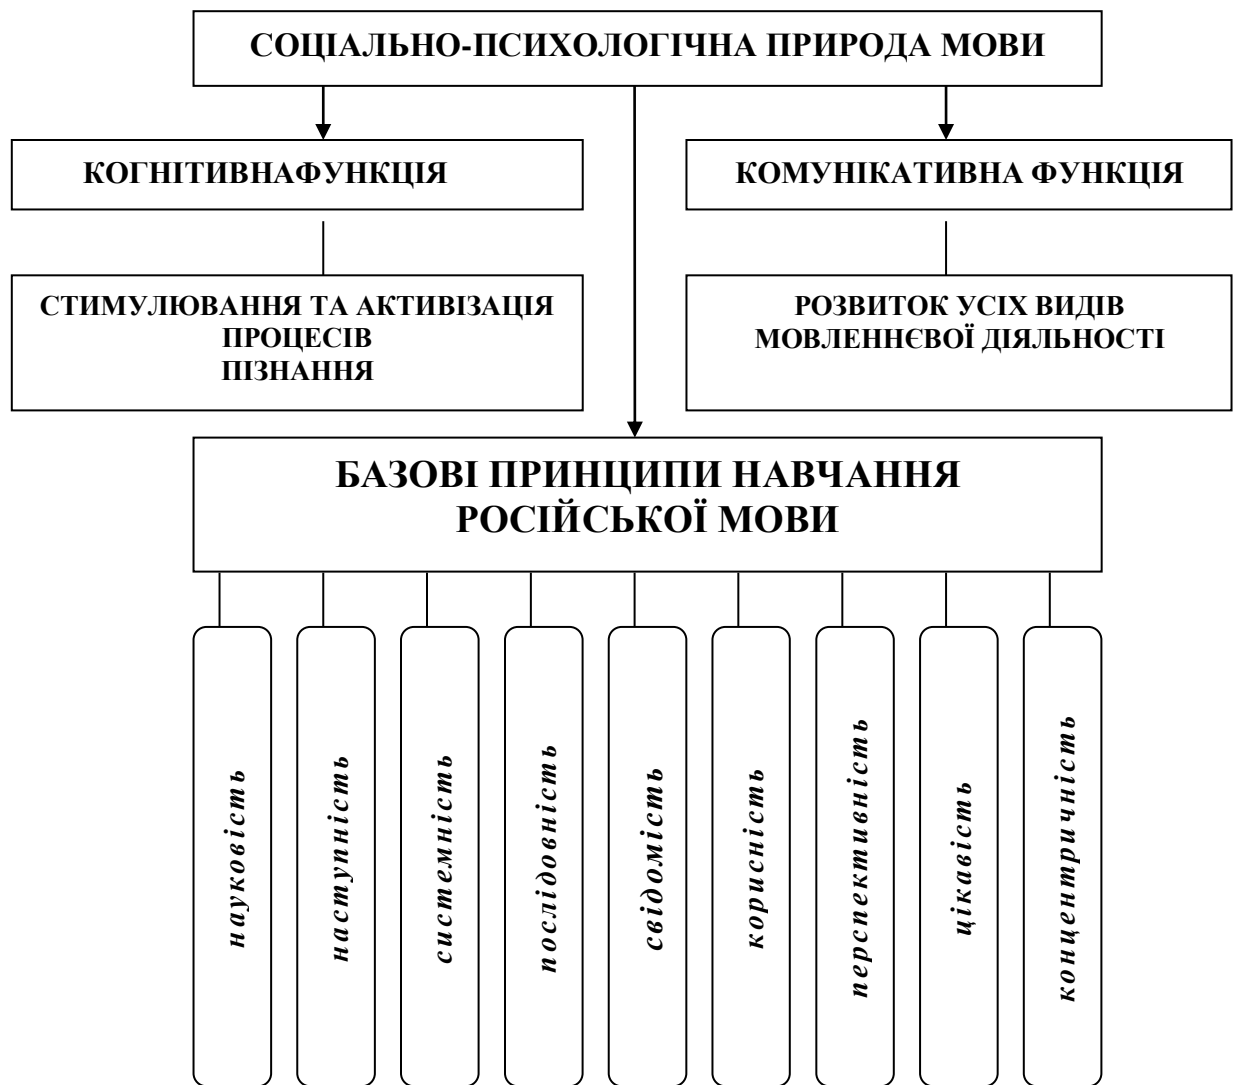 СОЦІАЛЬНО-ПСИХОЛОГІЧНА ПРИРОДА МОВИ
КОГНІТИВНАФУНКЦІЯ
КОМУНІКАТИВНА ФУНКЦІЯ
СТИМУЛЮВАННЯ ТА АКТИВІЗАЦІЯ
ПРОЦЕСІВ
ПІЗНАННЯ
РОЗВИТОК УСІХ ВИДІВ
МОВЛЕННЄВОЇ ДІЯЛЬНОСТІ
БАЗОВІ ПРИНЦИПИ НАВЧАННЯ
РОСІЙСЬКОЇ МОВИ
науковість
наступність
системність
послідовність
свідомість
корисність
перспективність
цікавість
концентричність